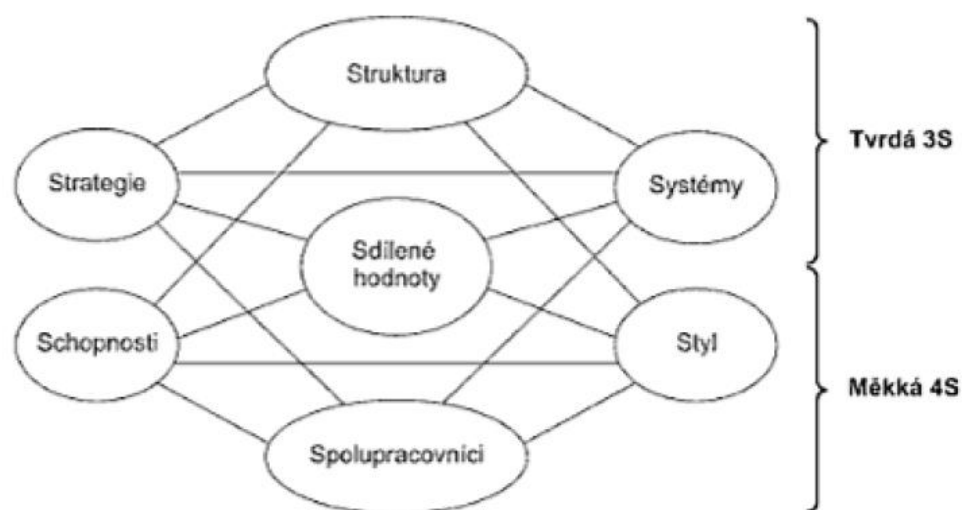 Struktura
Tvrdá 3S
Strategie
Systémy
Sdílené
hodnoty
Schopnosti
Styl
Měkká 4S
Spolupracovníci